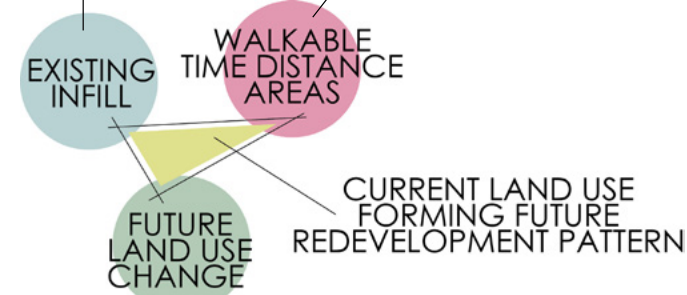 EXISTING
INFILL
WALKABLE
TIME DISTANCE
AREAS
CURRENT LAND USE
FORMING FUTURE
REDEVELOPMENT PATTERN
FUTURE
LAND USE
CHANGE